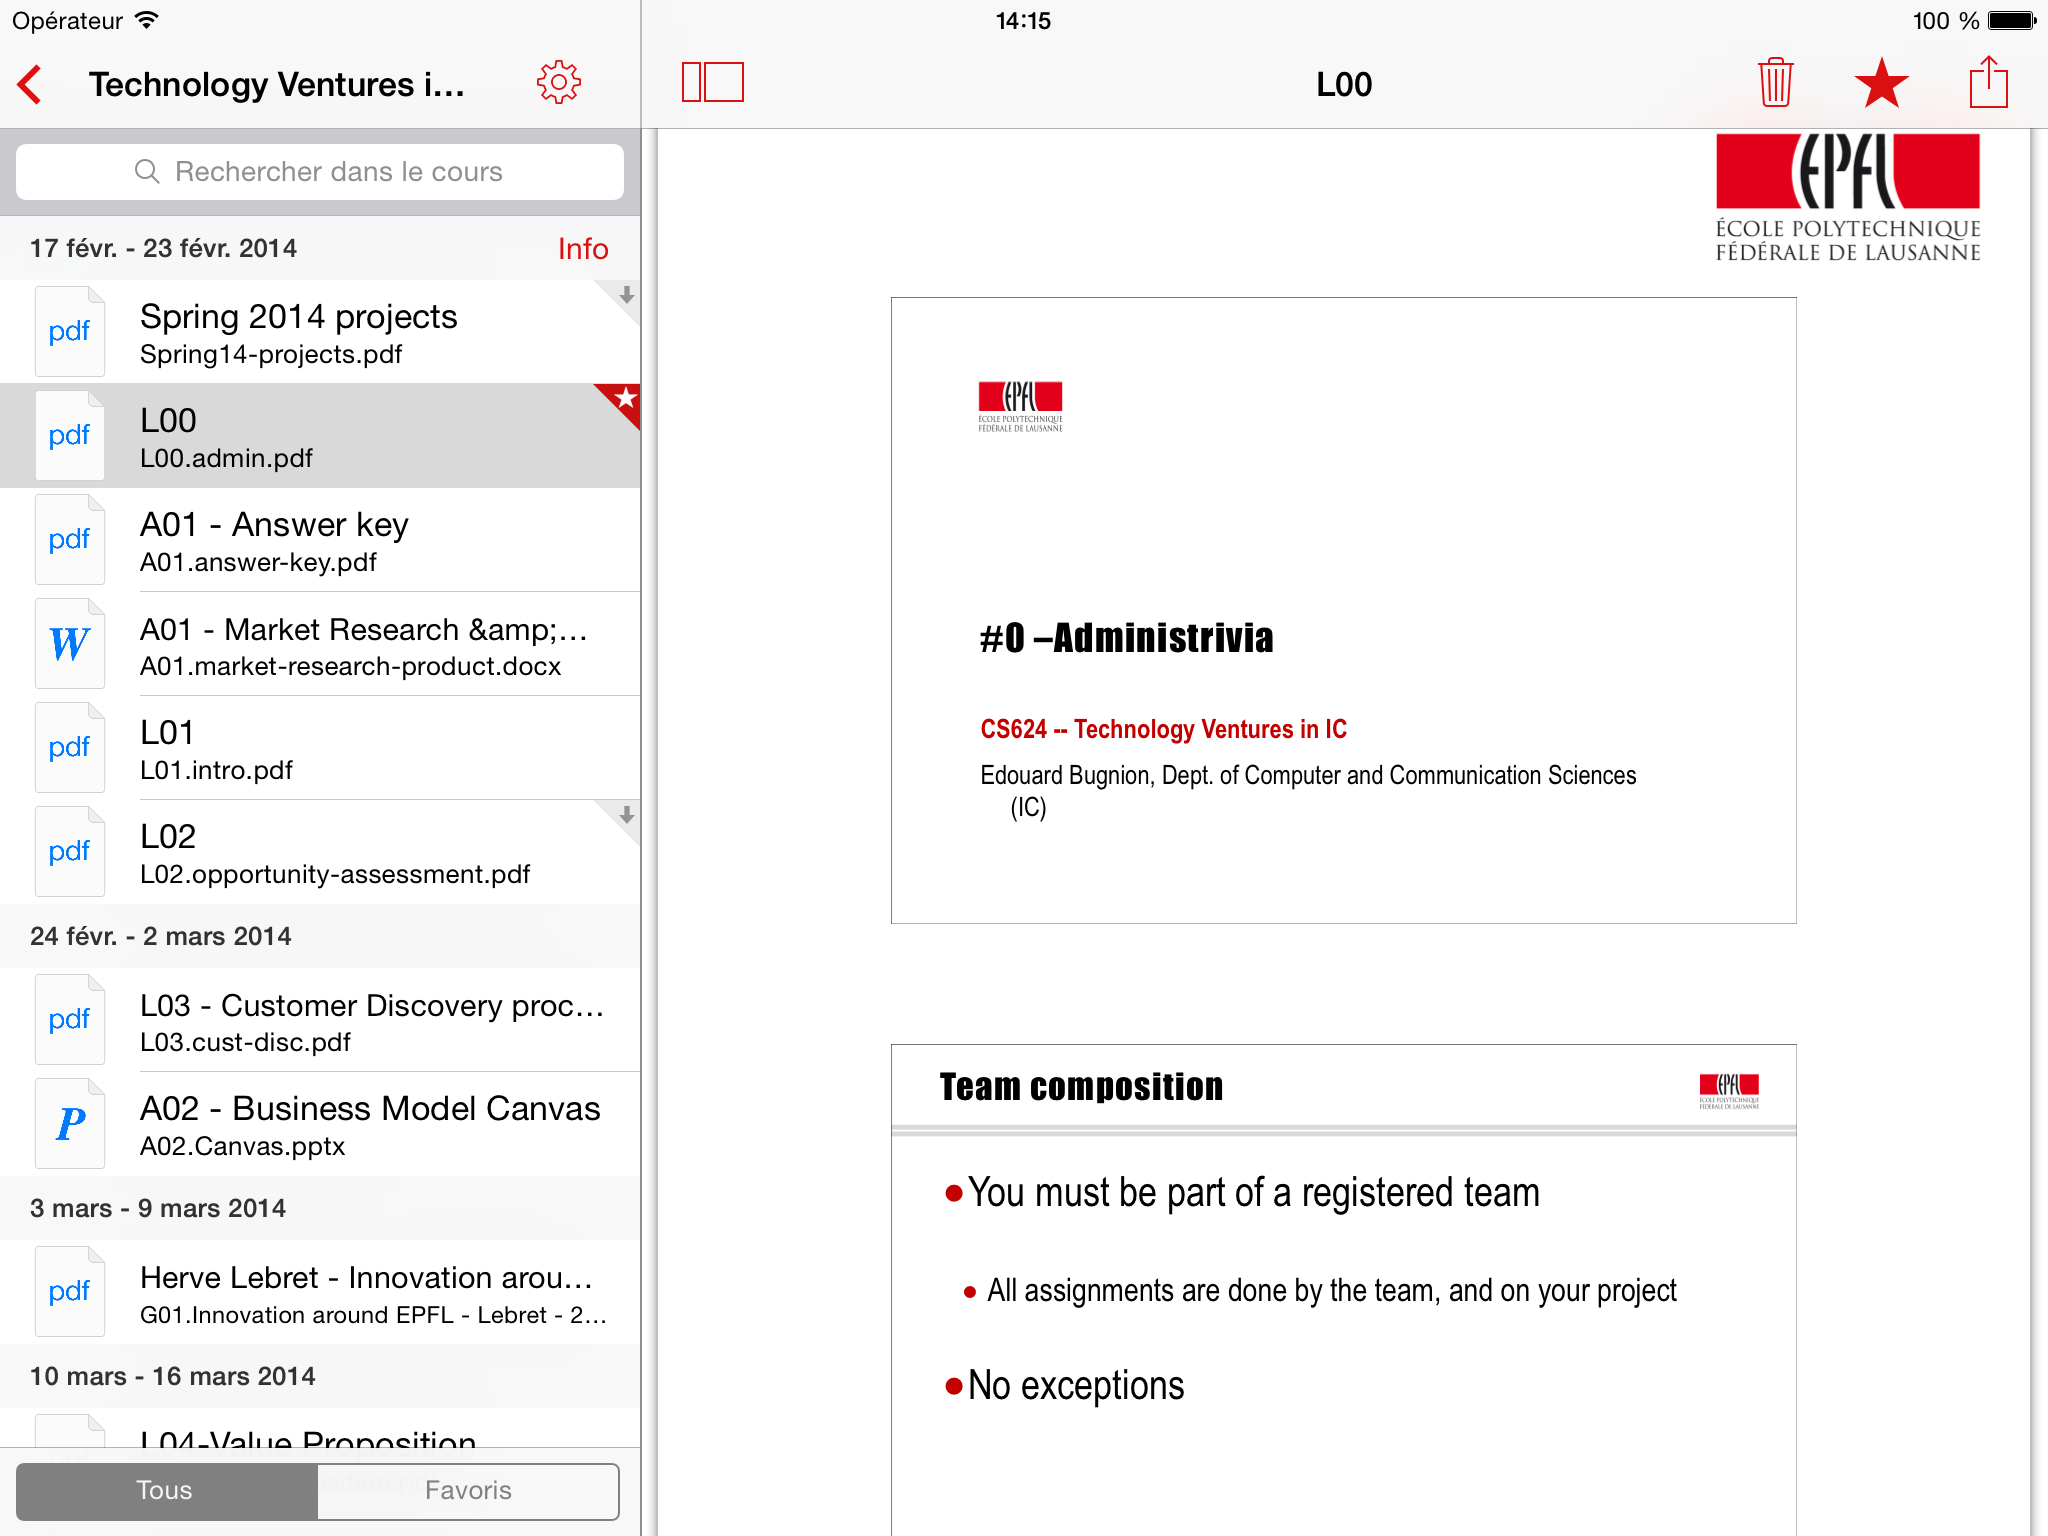 Opérateur
14:15
100 %
Technology Ventures i...
L00
Rechercher dans le cours
17 févr. - 23 févr. 2014
Info
pdf
Spring 2014 projects
Spring14-projects.pdf
pdf
L00
L00.admin.pdf
pdf
A01 - Answer key
A01.answer-key.pdf
W
A01 - Market Research &amp;...
A01.market-research-product.docx
pdf
L01
L01.intro.pdf
pdf
L02
L02.opportunity-assessment.pdf
24 févr. - 2 mars 2014
pdf
L03 - Customer Discovery proc...
L03.cust-disc.pdf
P
A02 - Business Model Canvas
A02.Canvas.pptx
3 mars - 9 mars 2014
pdf
Herve Lebret - Innovation arou...
G01.Innovation around EPFL - Lebret - 2...
10 mars - 16 mars 2014
L04-Value Proposition
Tous
Favoris
EPFL
ÉCOLE POLYTECHNIQUE
FÉDÉRALE DE LAUSANNE
EPFL
ÉCOLE POLYTECHNIQUE
FÉDÉRALE DE LAUSANNE
#0 –Administrivia
CS624 -- Technology Ventures in IC
Edouard Bugnion, Dept. of Computer and Communication Sciences
(IC)
Team composition
EPFL
ÉCOLE POLYTECHNIQUE
FÉDÉRALE DE LAUSANNE
●You must be part of a registered team
● All assignments are done by the team, and on your project
●No exceptions